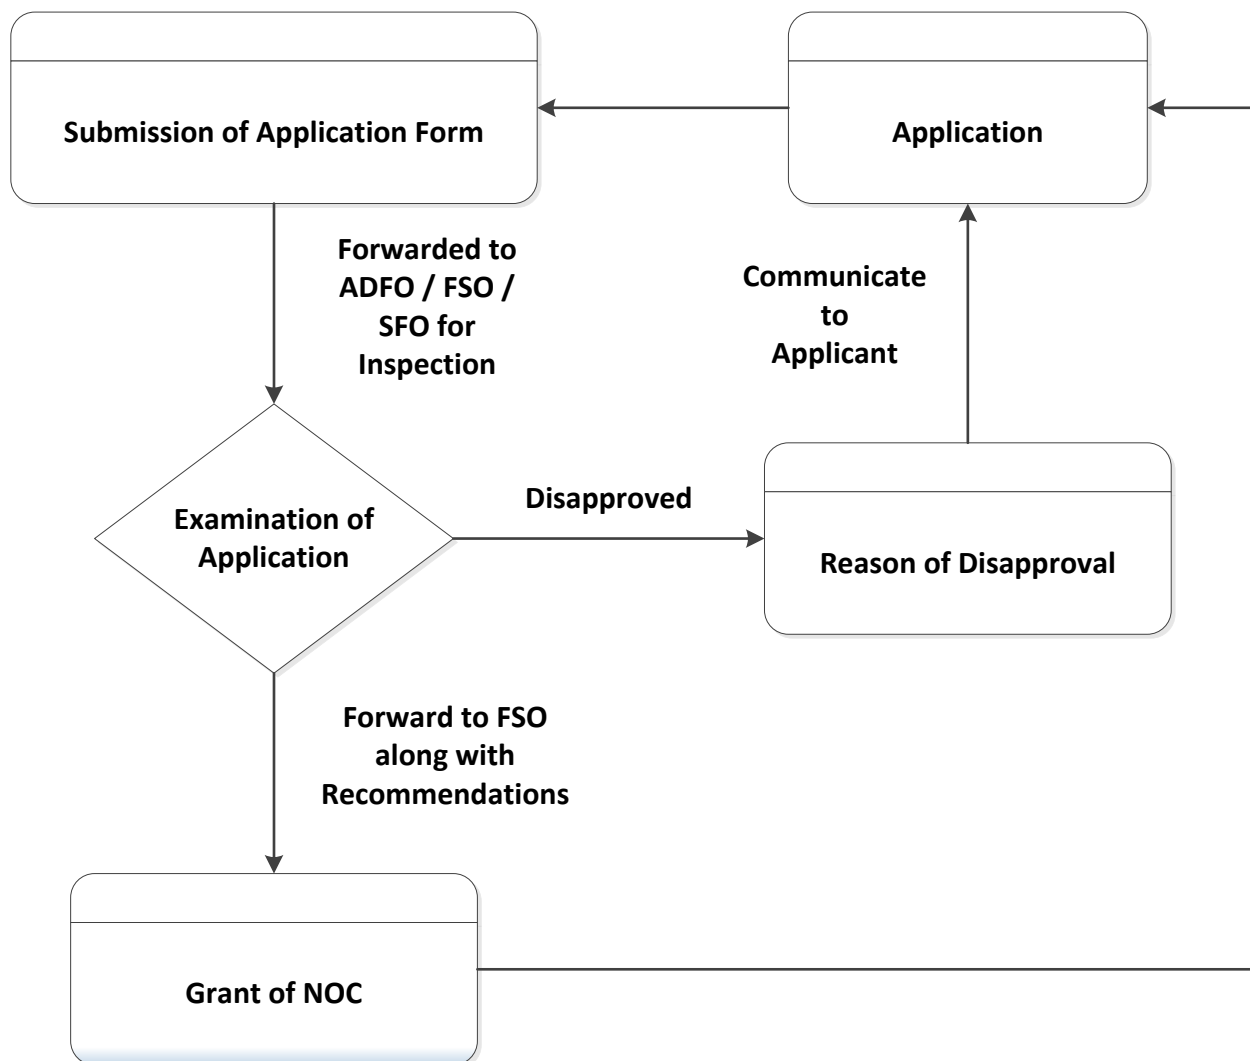 Submission of Application Form
Application
Forwarded to
ADFO / FSO /
SFO for
Inspection
Communicate
to
Applicant
Examination of
Application
Disapproved
Reason of Disapproval
Forward to FSO
along with
Recommendations
Grant of NOC